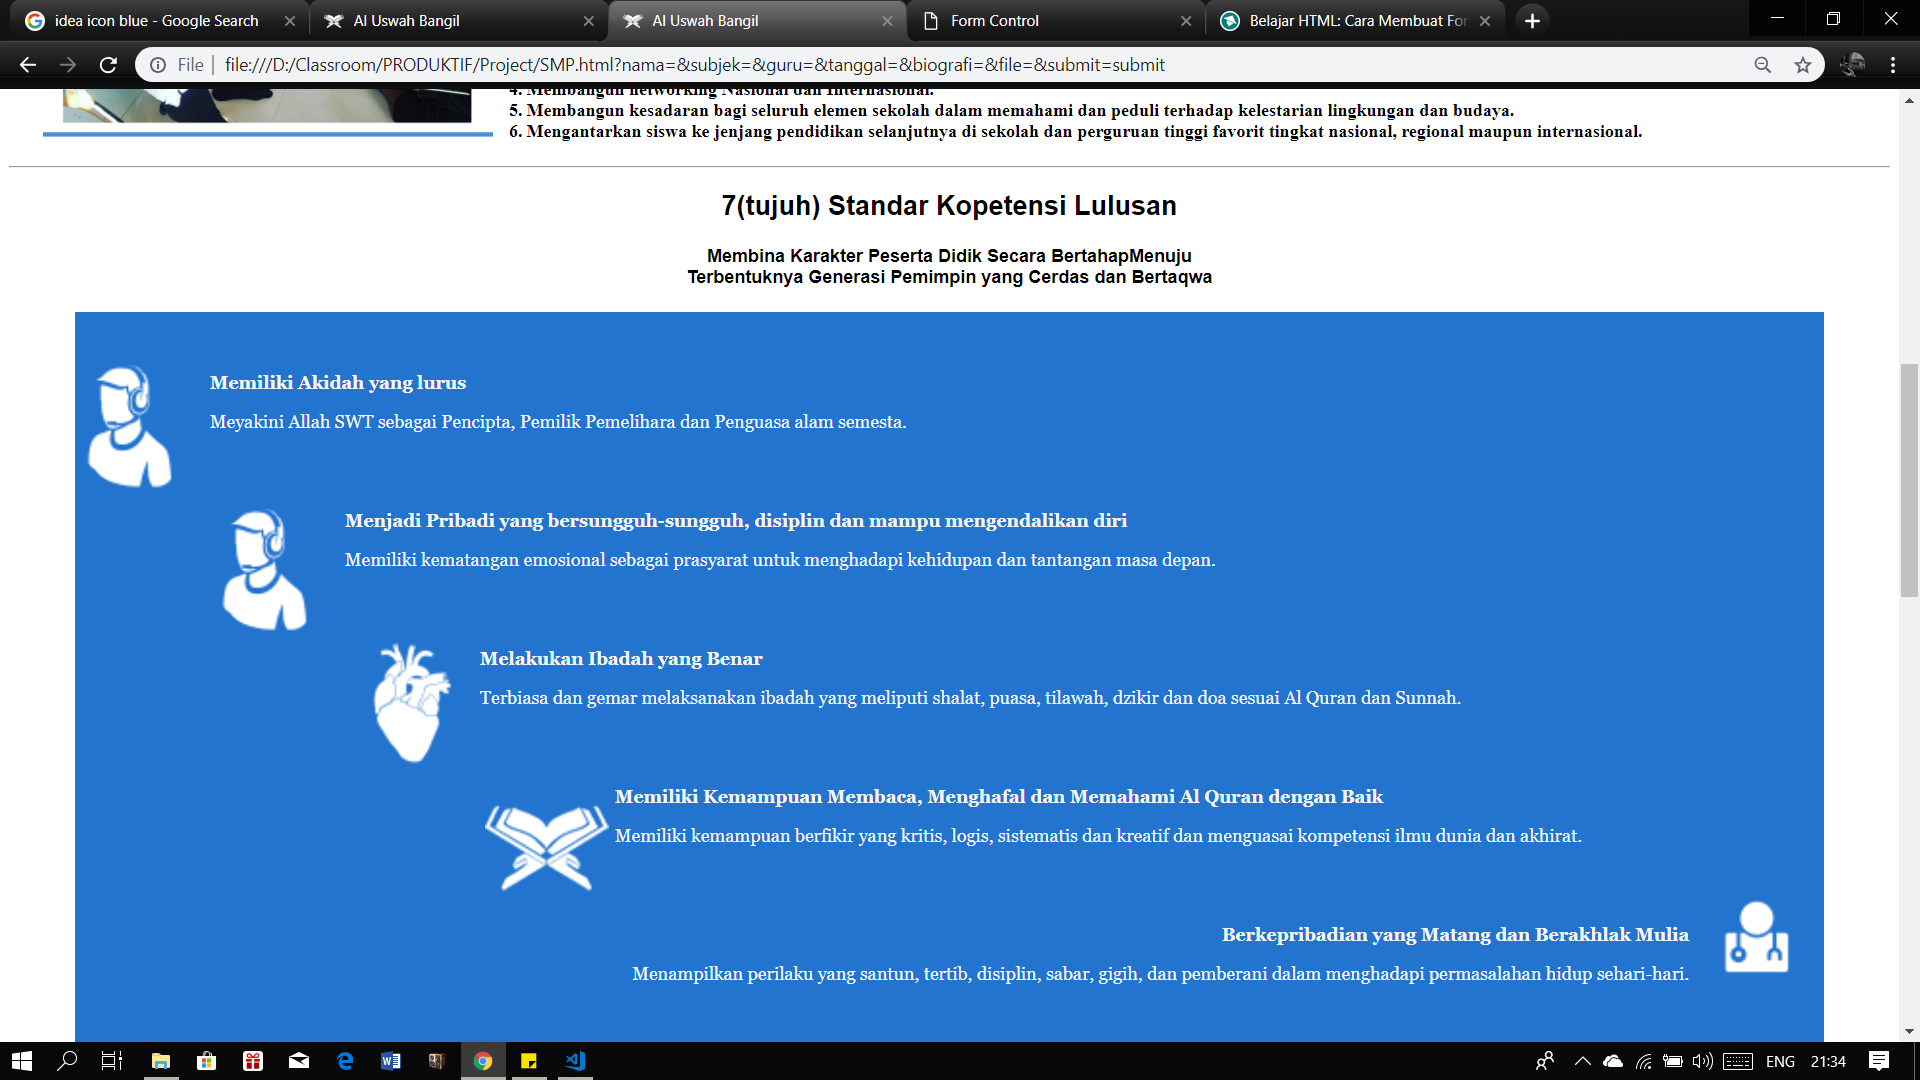 idea icon blue - Google Search
Al Uswah Bangil
Al Uswah Bangil
Form Control
Belajar HTML: Cara Membuat For
File
file:///D:/Classroom/PRODUKTIF/Project/SMP.html?nama=&subjek=&guru=&tanggal=&biografi=&file=&submit=submit
4. Membangun networking Nasional dan Internasional.
5. Membangun kesadaran bagi seluruh elemen sekolah dalam memahami dan peduli terhadap kelestarian lingkungan dan budaya.
6. Mengantarkan siswa ke jenjang pendidikan selanjutnya di sekolah dan perguruan tinggi favorit tingkat nasional, regional maupun internasional.
7(tujuh) Standar Kopetensi Lulusan
Membina Karakter Peserta Didik Secara BertahapMenuju
Terbentuknya Generasi Pemimpin yang Cerdas dan Bertaqwa
Memiliki Akidah yang lurus
Meyakini Allah SWT sebagai Pencipta, Pemilik Pemelihara dan Penguasa alam semesta.
Menjadi Pribadi yang bersungguh-sungguh, disiplin dan mampu mengendalikan diri
Memiliki kematangan emosional sebagai prasyarat untuk menghadapi kehidupan dan tantangan masa depan.
Melakukan Ibadah yang Benar
Terbiasa dan gemar melaksanakan ibadah yang meliputi shalat, puasa, tilawah, dzikir dan doa sesuai Al Quran dan Sunnah.
Memiliki Kemampuan Membaca, Menghafal dan Memahami Al Quran dengan Baik
Memiliki kemampuan berfikir yang kritis, logis, sistematis dan kreatif dan menguasai kompetensi ilmu dunia dan akhirat.
Berkepribadian yang Matang dan Berakhlak Mulia
Menampilkan perilaku yang santun, tertib, disiplin, sabar, gigih, dan pemberani dalam menghadapi permasalahan hidup sehari-hari.
ENG
21:34